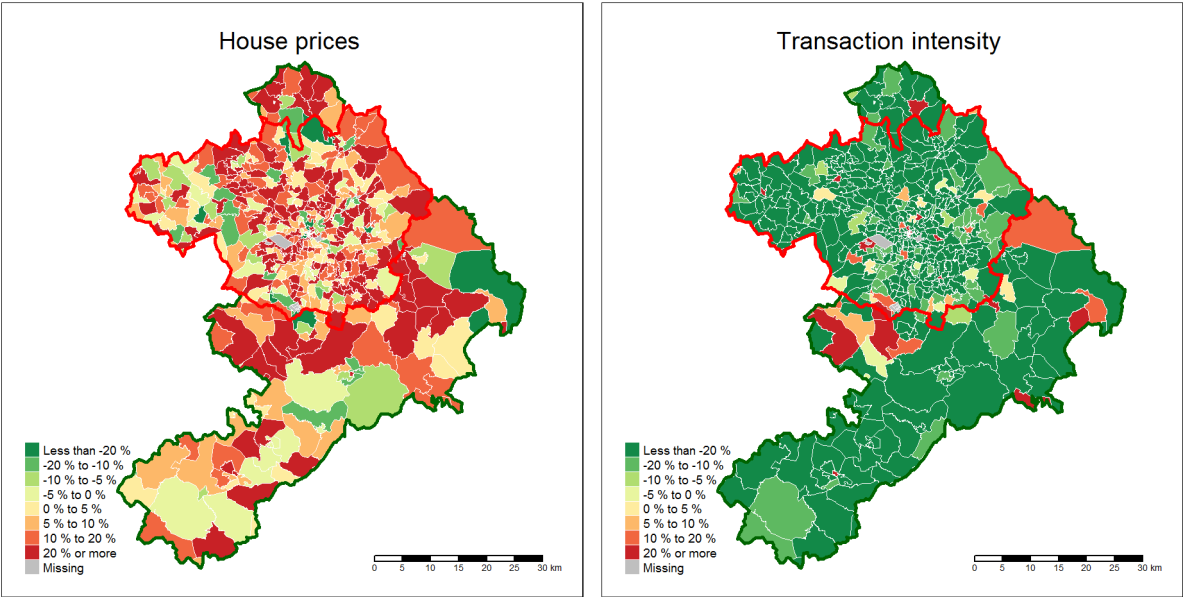 House prices
Less than -20 %
-20 % to -10 %
-10 % to -5 %
-5 % to 0 %
0 % to 5 %
5 % to 10 %
10 % to 20 %
20 % or more
Missing
0 5 10 15 20 30 km
Transaction intensity
Less than -20 %
-20 % to -10 %
-10 % to -5 %
-5 % to 0 %
0 % to 5 %
5 % to 10 %
10 % to 20 %
20 % or more
Missing
0 5 10 15 20 30 km